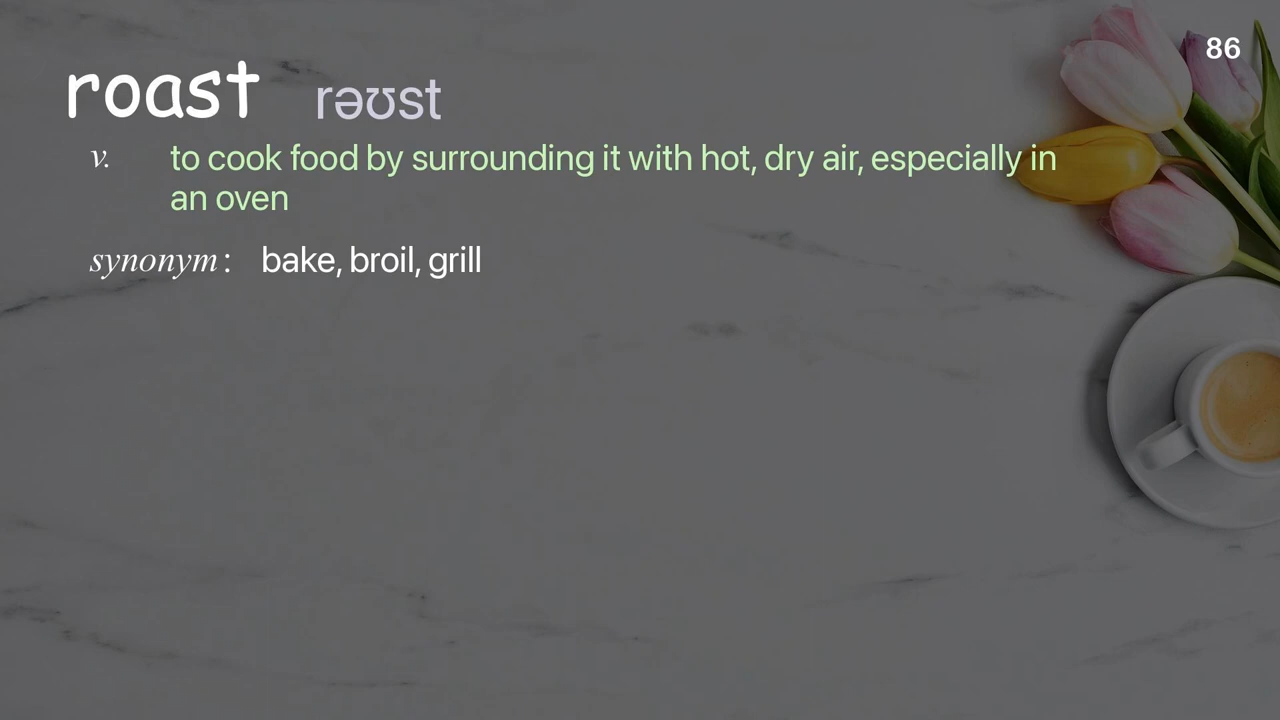 86
roast rəʊst
v. to cook food by surrounding it with hot, dry air, especially in
an oven
synonym : bake, broil, grill